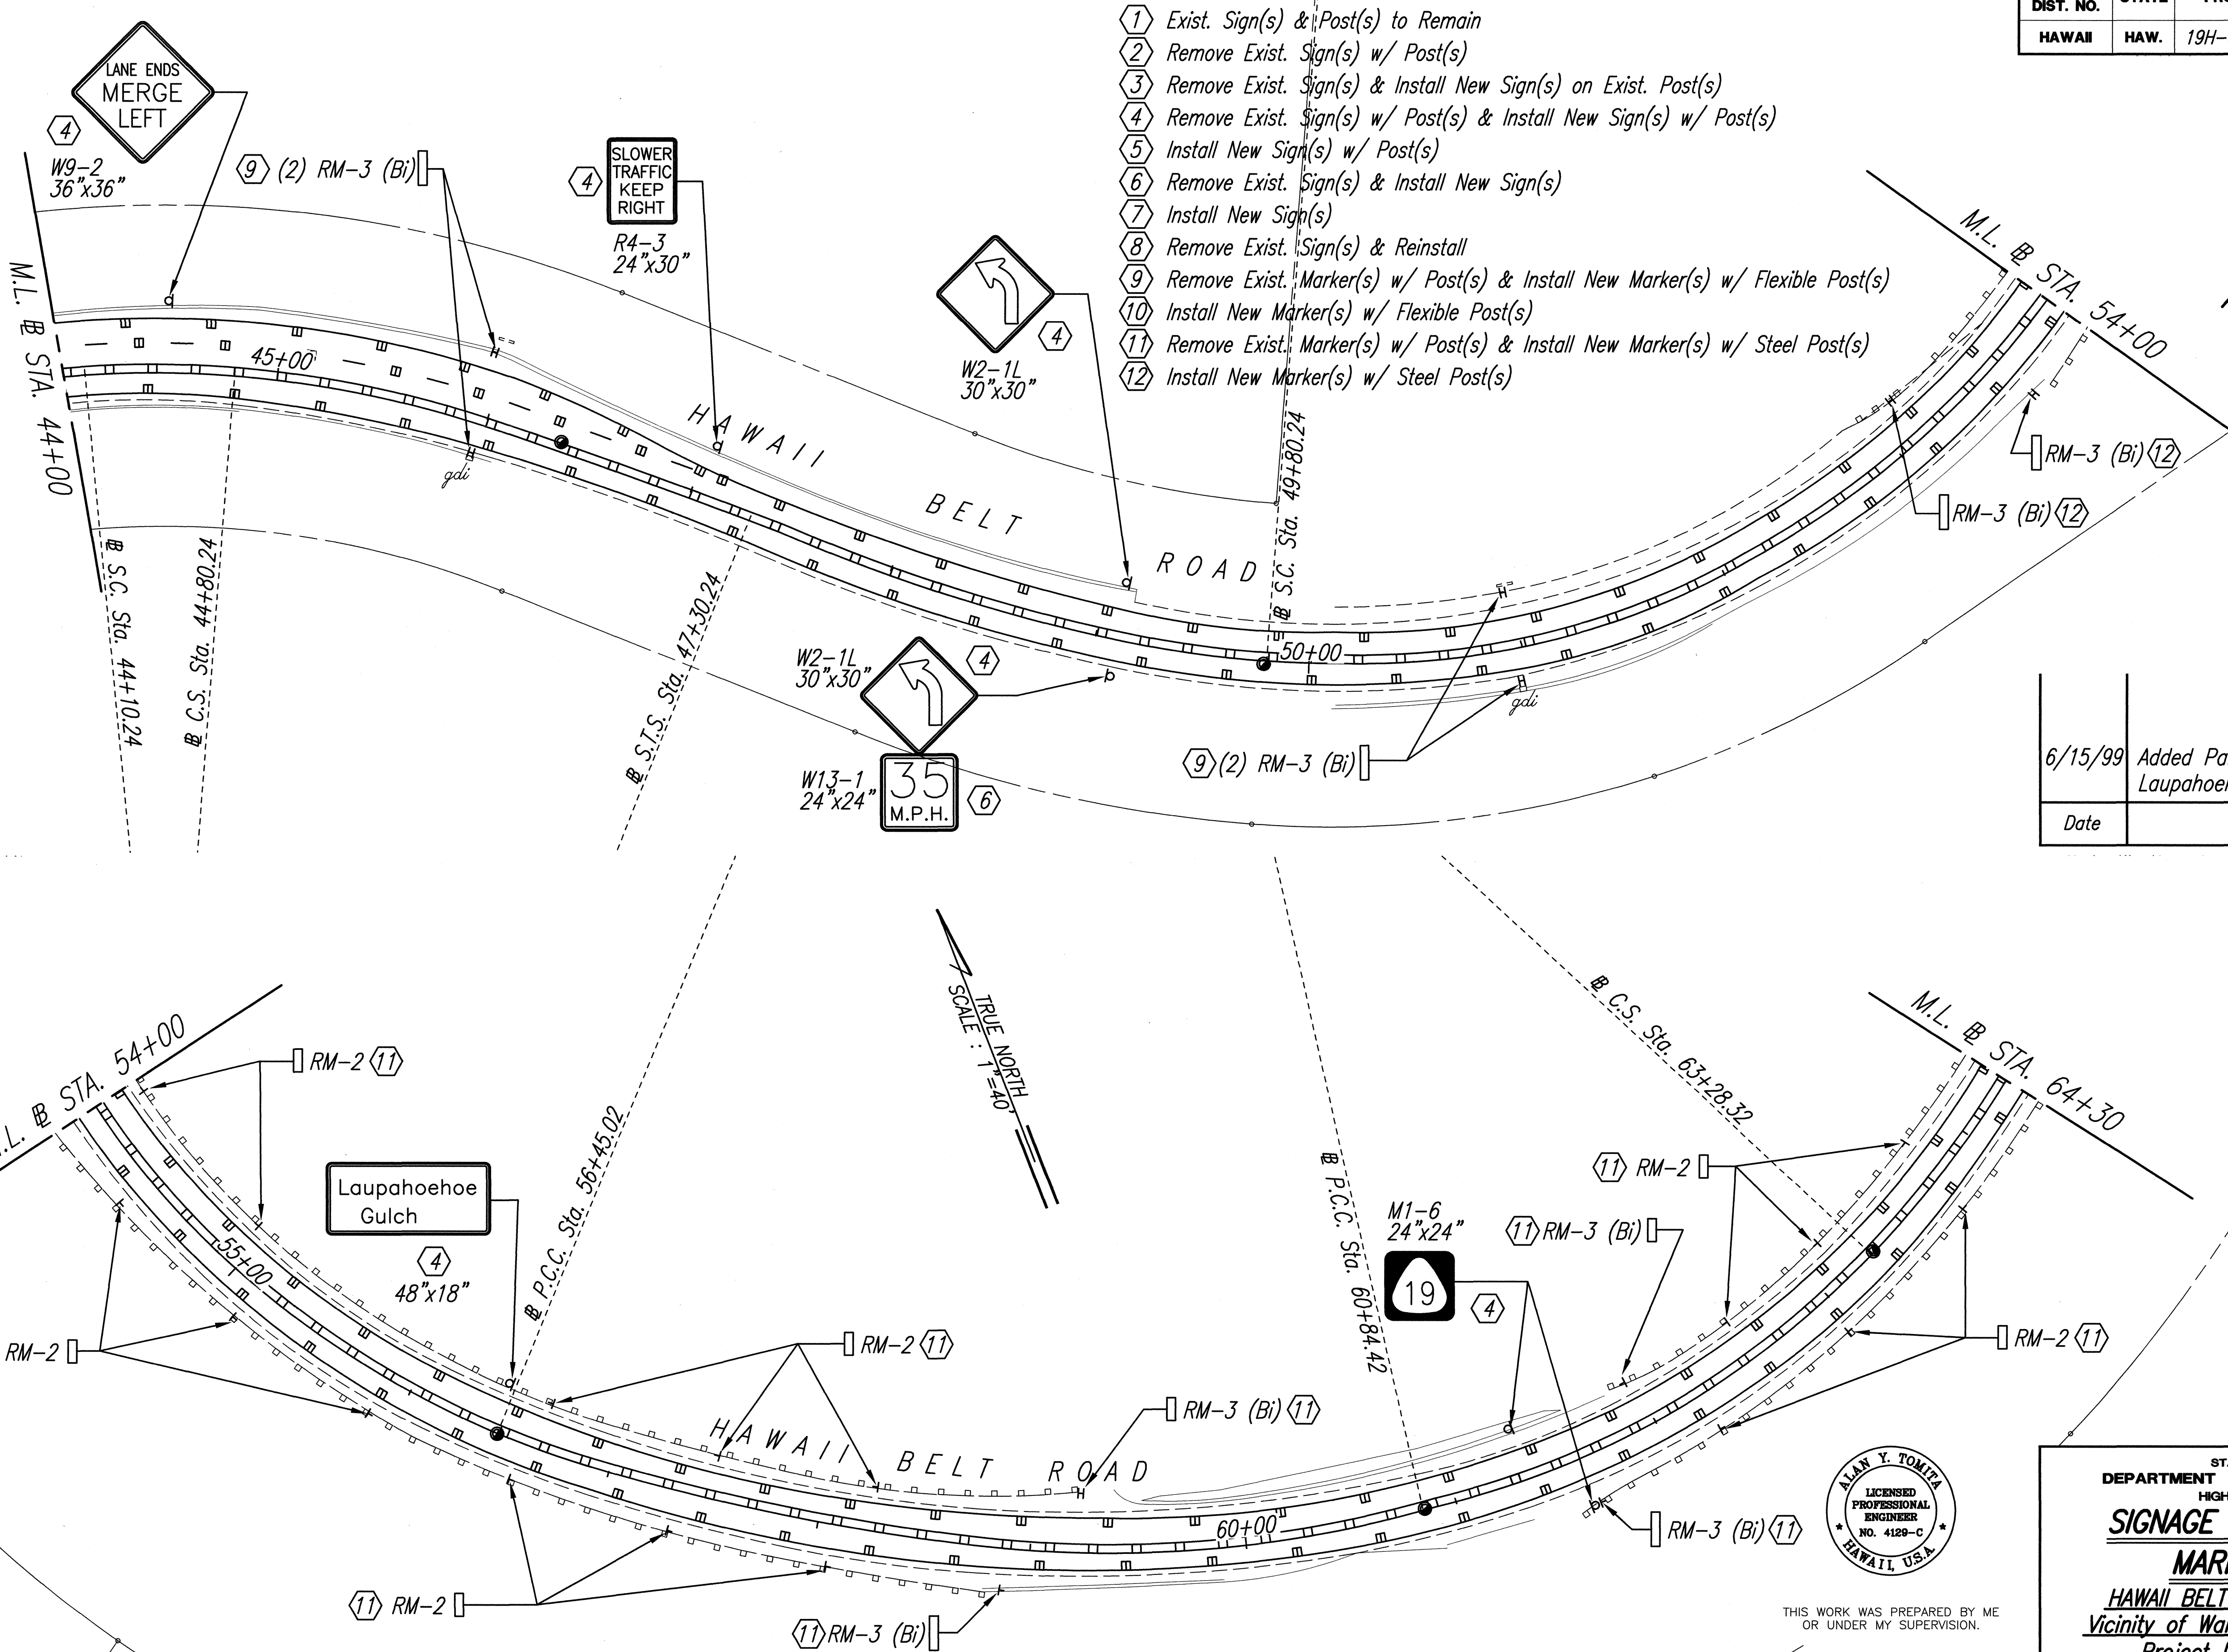 1 Exist. Sign(s) & Post(s) to Remain
2 Remove Exist. Sign(s) w/ Post(s)
3 Remove Exist. Sign(s) & Install New Sign(s) on Exist. Post(s)
4 Remove Exist. Sign(s) w/ Post(s) & Install New Sign(s) w/ Post(s)
5 Install New Sign(s) w/ Post(s)
6 Remove Exist. Sign(s) & Install New Sign(s)
7 Install New Sign(s)
8 Remove Exist. Sign(s) & Reinstall
9 Remove Exist. Marker(s) w/ Post(s) & Install New Marker(s) w/ Flexible Post(s)
10 Install New Marker(s) w/ Flexible Post(s)
11 Remove Exist. Marker(s) w/ Post(s) & Install New Marker(s) w/ Steel Post(s)
12 Install New Marker(s) w/ Steel Post(s)
DIST. NO.
HAWAII HAW. 19H-
LANE ENDS
MERGE
LEFT
4
W9-2
36"x36"
9 (2) RM-3 (Bi)
4
SLOWER
TRAFFIC
KEEP
RIGHT
R4-3
24"x30"
4
W2-1L
30"x30"
M.L. BL STA. 44+00
45+00
gdi
HAWAII
BELT
ROAD
BL S.C. Sta. 44+10.24
BL C.S. Sta. 44+80.24
BL S.T.S. Sta. 47+30.24
BL S.C. Sta. 49+80.24
M.L. BL STA. 54+00
RM-3 (Bi) 12
RM-3 (Bi) 12
W2-1L
30"x30"
4
W13-1
24"x24"
35
M.P.H.
6
50+00
gdi
9 (2) RM-3 (Bi)
6/15/99 Added
Date
M.L. BL STA. 54+00
RM-2 11
Laupahoehoe
Gulch
4
48"x18"
55+00
RM-2
BL P.C.C. Sta. 56+45.02
TRUE NORTH
SCALE : 1"=40'
RM-2 11
HAWAII BELT ROAD
RM-3 (Bi) 11
11 RM-2
11 RM-3 (Bi)
60+00
BL P.C.C. Sta. 60+84.42
M1-6
24"x24"
19
4
11 RM-3 (Bi)
11 RM-2
BL C.S. Sta. 63+28.32
M.L. BL STA. 64+30
RM-2 11
RM-3 (Bi) 11
ALAN Y. TOMITA
LICENSED
PROFESSIONAL
ENGINEER
NO. 4129-C
HAWAII, U.S.A.
THIS WORK WAS PREPARED BY ME
OR UNDER MY SUPERVISION.
DEPARTMENT
SIGNAGE
HAWAII BELT
Vicinity of